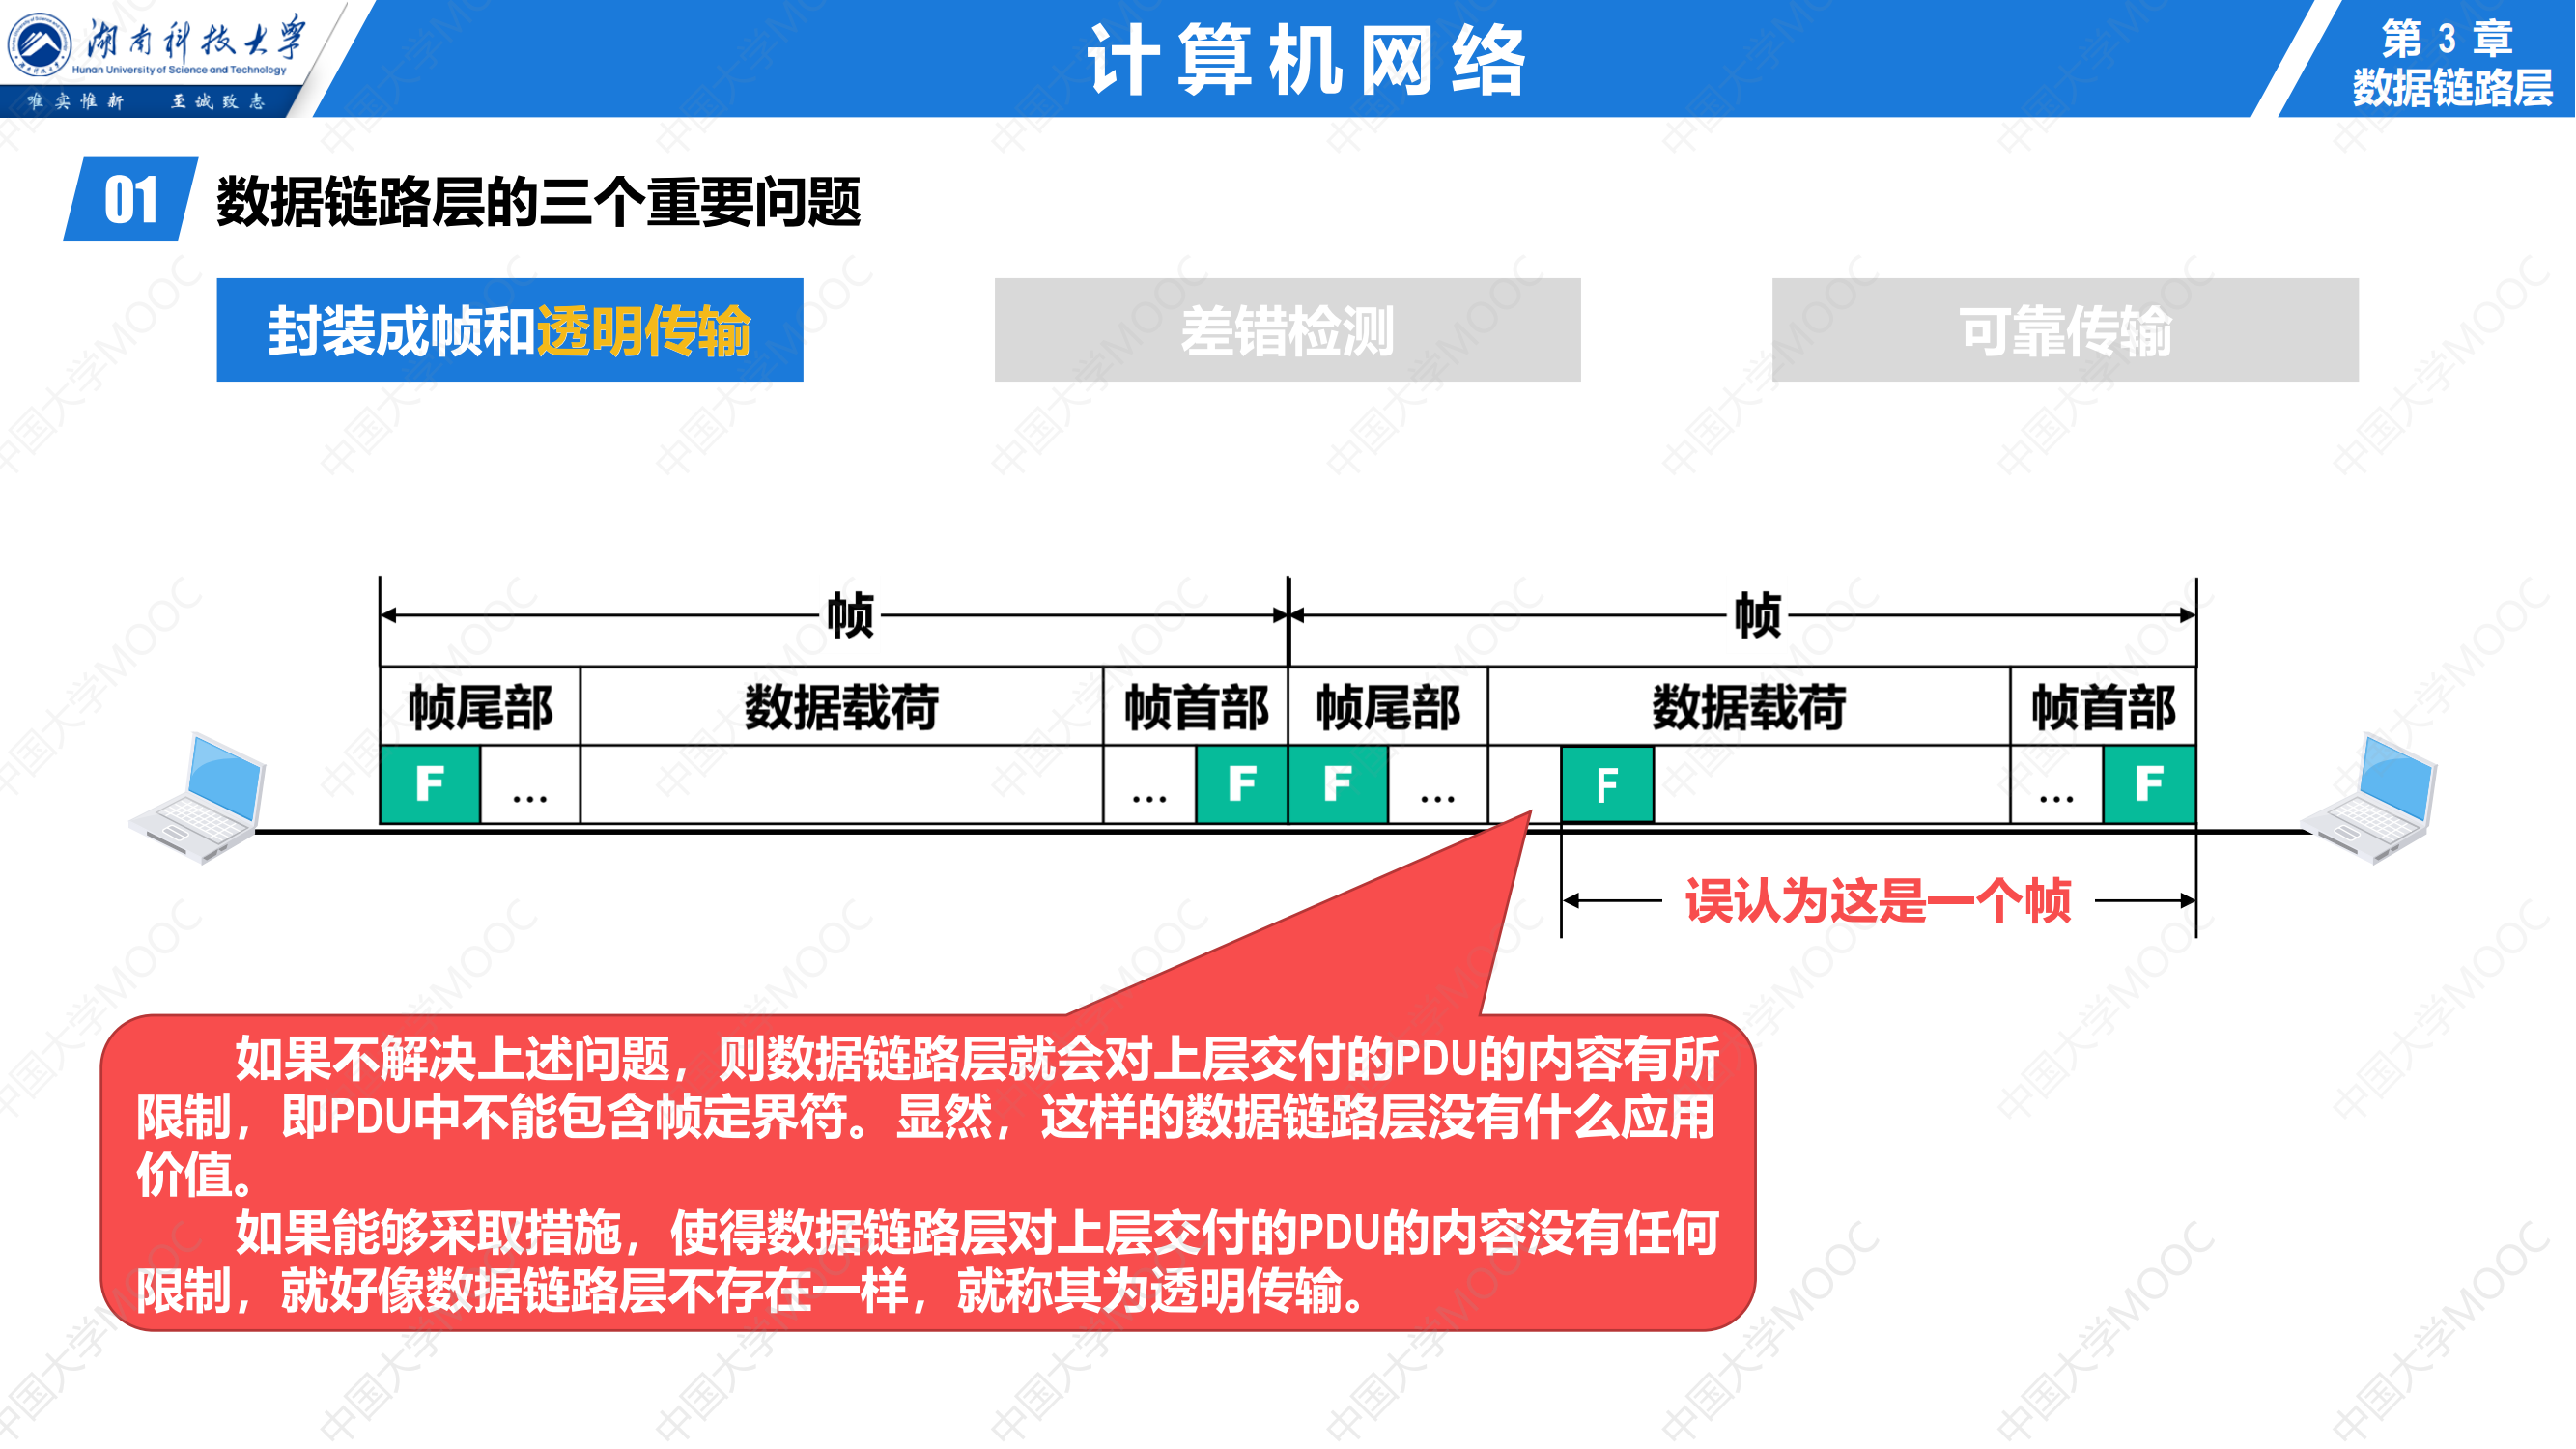 湖南科技大学
Hunan University of Science and Technology
唯实惟新 至诚致志
计算机网络
第 3 章
数据链路层
01 数据链路层的三个重要问题
封装成帧和透明传输
差错检测
可靠传输
帧 帧
帧尾部 数据载荷 帧首部 帧尾部 数据载荷 帧首部
F … … F F … F … F
误认为这是一个帧
如果不解决上述问题，则数据链路层就会对上层交付的PDU的内容有所
限制，即PDU中不能包含帧定界符。显然，这样的数据链路层没有什么应用
价值。
如果能够采取措施，使得数据链路层对上层交付的PDU的内容没有任何
限制，就好像数据链路层不存在一样，就称其为透明传输。
中国大学MOOC